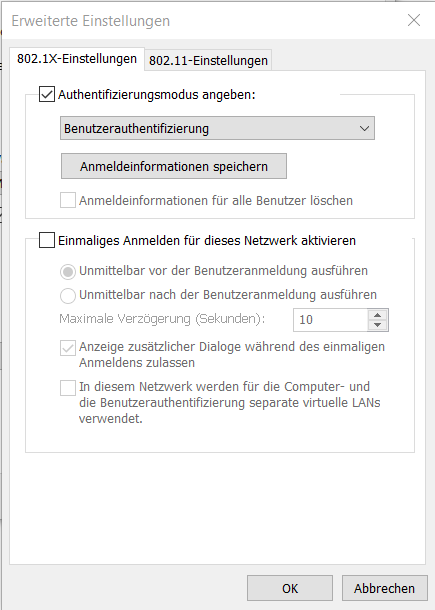 Erweiterte Einstellungen
802.1X-Einstellungen
802.11-Einstellungen
Authentifizierungsmodus angeben:
Benutzerauthentifizierung
Anmeldeinformationen speichern
Anmeldeinformationen für alle Benutzer löschen
Einmaliges Anmelden für dieses Netzwerk aktivieren
Unmittelbar vor der Benutzeranmeldung ausführen
Unmittelbar nach der Benutzeranmeldung ausführen
Maximale Verzögerung (Sekunden):
10
Anzeige zusätzlicher Dialoge während des einmaligen
Anmeldens zulassen
In diesem Netzwerk werden für die Computer- und
die Benutzerauthentifizierung separate virtuelle LANs
verwendet.
OK
Abbrechen